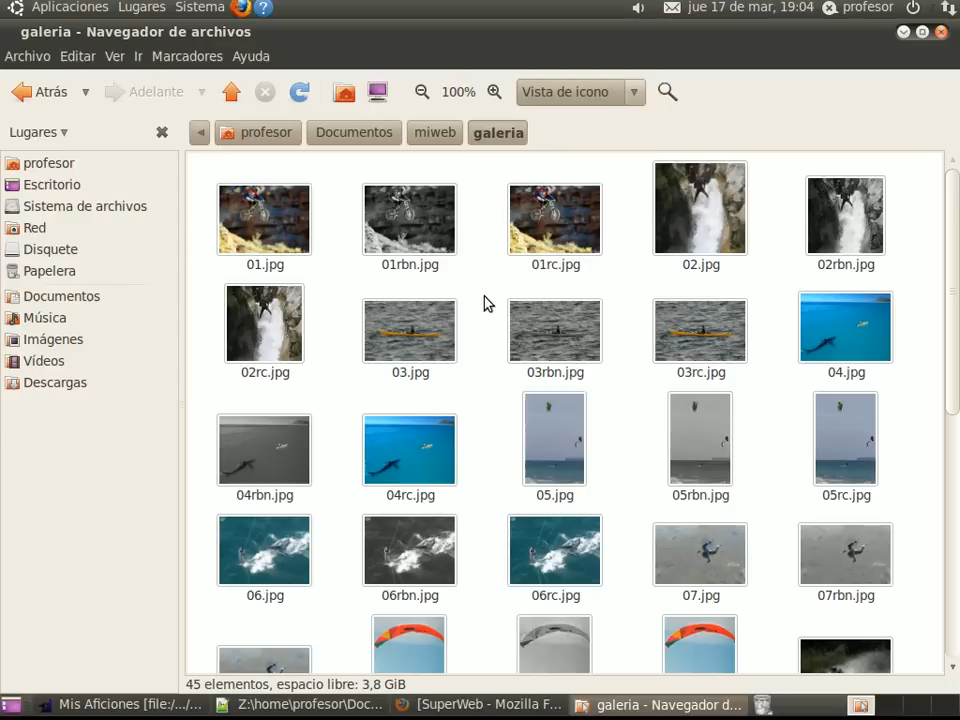 Aplicaciones Lugares Sistema ? jue 17 de mar, 19:04 profesor
galeria - Navegador de archivos
Archivo Editar Ver Ir Marcadores Ayuda
Atrás Adelante 100% Vista de icono
Lugares profesor Documentos miweb galeria
profesor
Escritorio
Sistema de archivos
Red
Disquete
Papelera
Documentos
Música
Imágenes
Vídeos
Descargas
01.jpg 01rbn.jpg 01rc.jpg 02.jpg 02rbn.jpg
02rc.jpg 03.jpg 03rbn.jpg 03rc.jpg 04.jpg
04rbn.jpg 04rc.jpg 05.jpg 05rbn.jpg 05rc.jpg
06.jpg 06rbn.jpg 06rc.jpg 07.jpg 07rbn.jpg
45 elementos, espacio libre: 3,8 GiB
Mis Aficiones [file:/.../... Z:\home\profesor\Doc... [SuperWeb - Mozilla F... galeria - Navegador d...